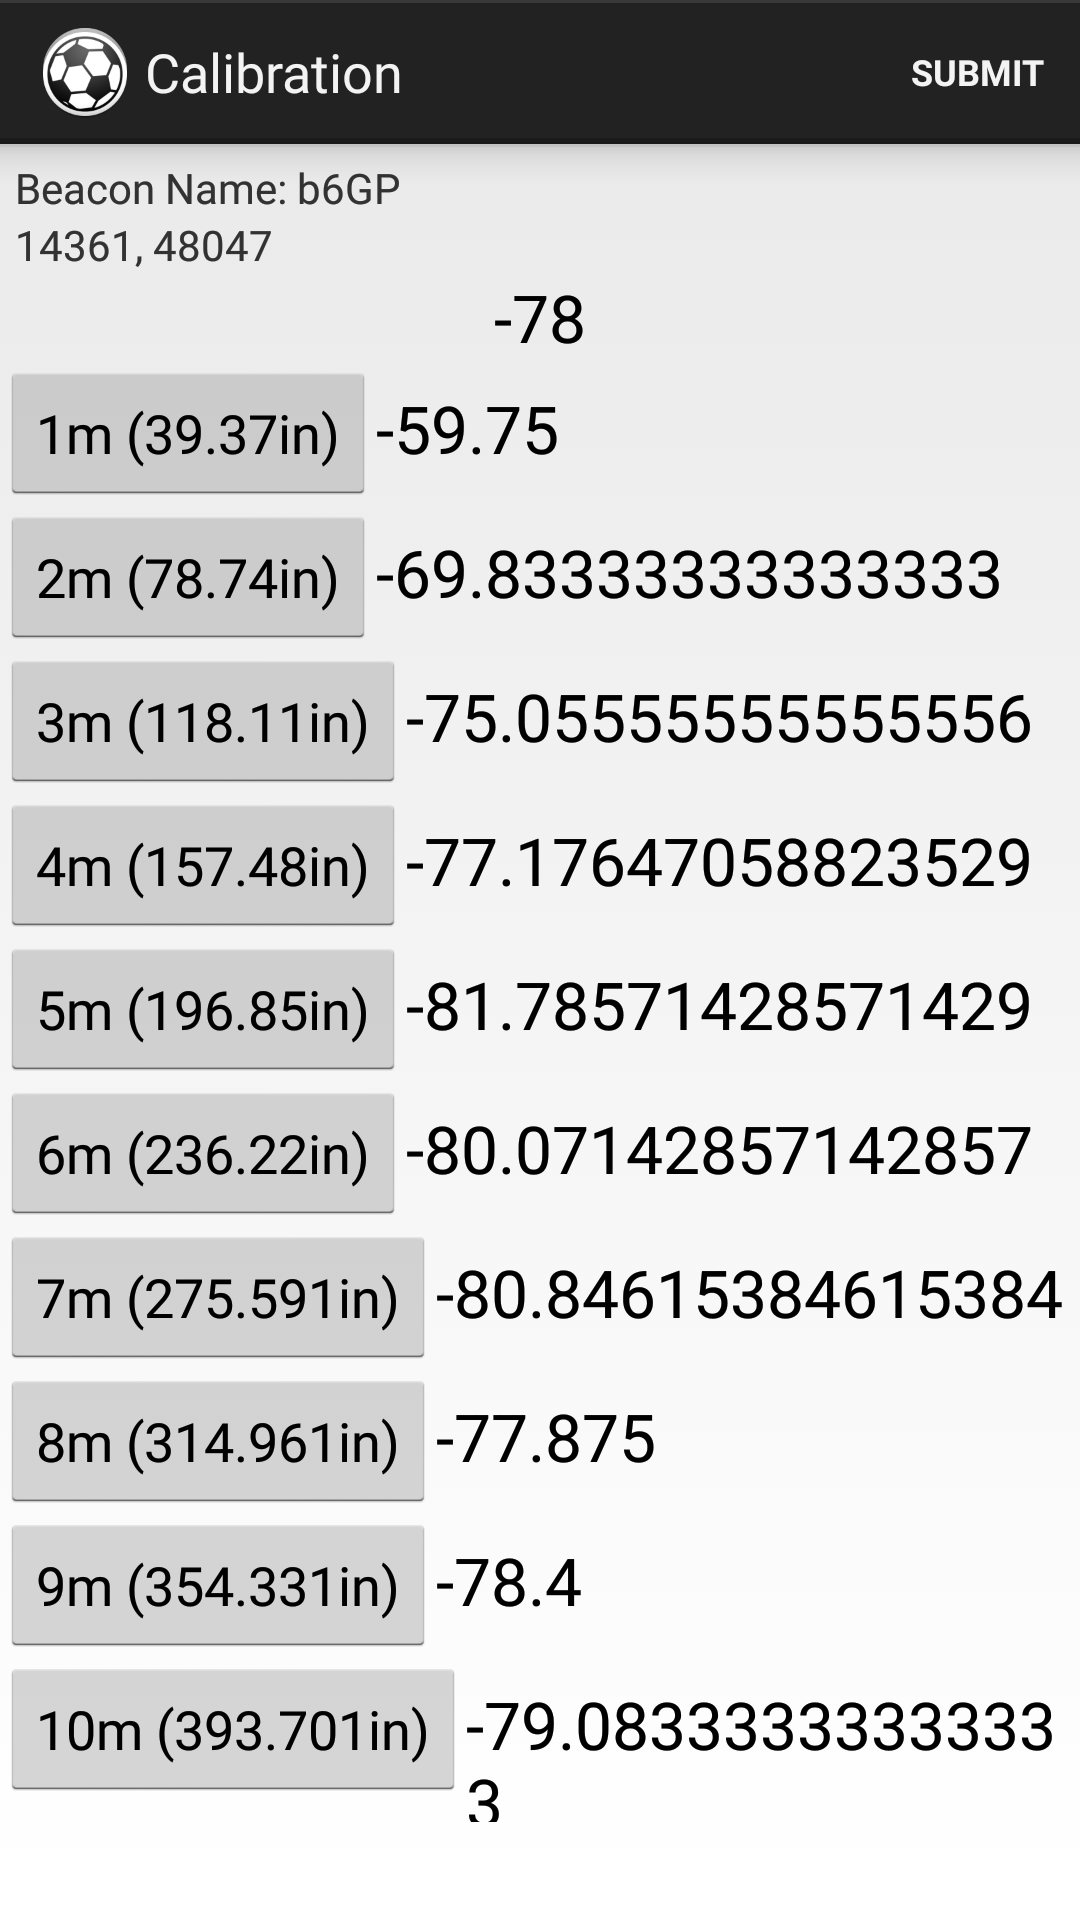 Calibration
SUBMIT
Beacon Name: b6GP
14361, 48047
-78
1m (39.37in) -59.75
2m (78.74in) -69.83333333333333
3m (118.11in) -75.05555555555556
4m (157.48in) -77.17647058823529
5m (196.85in) -81.78571428571429
6m (236.22in) -80.07142857142857
7m (275.591in) -80.84615384615384
8m (314.961in) -77.875
9m (354.331in) -78.4
10m (393.701in) -79.0833333333333
3